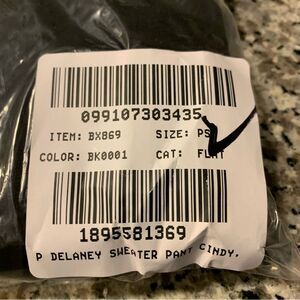 099107303435
ITEM: BX869 SIZE: PS
COLOR: BK0001 CAT: FLAT
1895581369
P DELANEY SWEATER PANT CINDY.